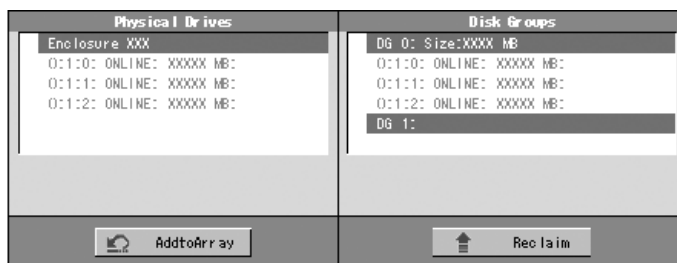 Physical Drives
Enclosure XXX
0:1:0: ONLINE: XXXXX MB:
0:1:1: ONLINE: XXXXX MB:
0:1:2: ONLINE: XXXXX MB:
AddtoArray
Disk Groups
DG 0: Size:XXXX MB
0:1:0: ONLINE: XXXXX MB:
0:1:1: ONLINE: XXXXX MB:
0:1:2: ONLINE: XXXXX MB:
DG 1:
Reclaim